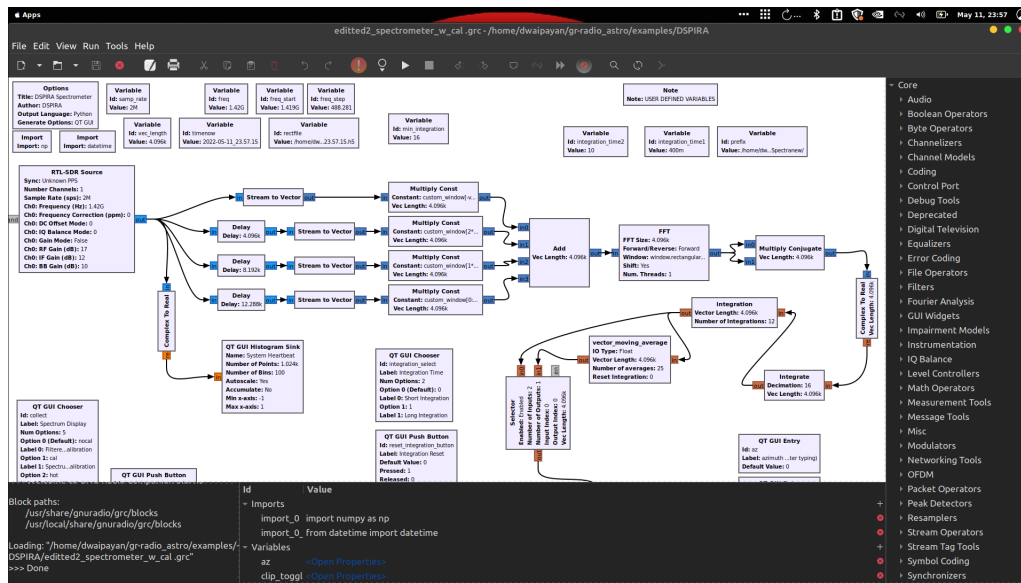 Apps
May 11, 23:57
editted2_spectrometer_w_cal .grc - /home/dwaipayan/gr-radio_astro/examples/DSPIRA
File Edit View Run Tools Help
Options
Title: DSPIRA Spectrometer
Author: DSPIRA
Output Language: Python
Generate Options: QT GUI
Variable
Id: samp_rate
Value: 2M
Variable
Id: freq
Value: 1.42G
Variable
Id: freq_start
Value: 1.419G
Variable
Id: freq_step
Value: 488.281
Note
Note: USER DEFINED VARIABLES
Import
Import: np
Import
Import: datetime
Variable
Id: vec_length
Value: 4.096k
Variable
Id: timenow
Value: 2022-05-11_23.57.15
Variable
Id: rectfile
Value: /home/dw...23.57.15.h5
Variable
Id: min_integration
Value: 16
Variable
Id: integration_time2
Value: 10
Variable
Id: integration_time1
Value: 400m
Variable
Id: prefix
Value: /home/dw...Spectranew/
RTL-SDR Source
Sync: Unknown PPS
Number Channels: 1
Sample Rate (sps): 2M
Ch0: Frequency (Hz): 1.42G
Ch0: Frequency Correction (ppm): 0
Ch0: DC Offset Mode: 0
Ch0: IQ Balance Mode: 0
Ch0: Gain Mode: False
Ch0: RF Gain (dB): 17
Ch0: IF Gain (dB): 12
Ch0: BB Gain (dB): 10
out
in Stream to Vector out
in Delay out
Delay: 4.096k
in Stream to Vector out
in Delay out
Delay: 8.192k
in Stream to Vector out
in Delay out
Delay: 12.288k
in Stream to Vector out
Multiply Const
Constant: custom_window[-v...
Vec Length: 4.096k
Multiply Const
Constant: custom_window[2*...
Vec Length: 4.096k
Multiply Const
Constant: custom_window[1*...
Vec Length: 4.096k
Multiply Const
Constant: custom_window[0:...
Vec Length: 4.096k
in0
in1
in2
in3
Add
Vec Length: 4.096k
out
FFT
FFT Size: 4.096k
Forward/Reverse: Forward
Window: window.rectangular...
Shift: Yes
Num. Threads: 1
in0
in1
Multiply Conjugate
Vec Length: 4.096k
out
Complex To Real
Vec Length: 4.096k
Complex To Real
Integration
Vector Length: 4.096k
Number of Integrations: 12
vector_moving_average
IO Type: Float
Vector Length: 4.096k
Number of averages: 25
Reset Integration: 0
Integrate
Decimation: 16
Vec Length: 4.096k
QT GUI Histogram Sink
Name: System Heartbeat
Number of Points: 1.024k
Number of Bins: 100
Autoscale: Yes
Accumulate: No
Min x-axis: -1
Max x-axis: 1
QT GUI Chooser
Id: integration_select
Label: Integration Time
Num Options: 2
Option 0 (Default): 0
Label 0: Short Integration
Option 1: 1
Label 1: Long Integration
Selector
Enabled: Enabled
Number of Inputs: 2
Number of Outputs: 1
Input Index: 0
Output Index: 0
Vec Length: 4.096k
QT GUI Chooser
Id: collect
Label: Spectrum Display
Num Options: 5
Option 0 (Default): nocal
Label 0: Filtere...alibration
Option 1: cal
Label 1: Spectru...alibration
Option 2: hot
QT GUI Push Button
QT GUI Push Button
Id: reset_integration_button
Label: Integration Reset
Default Value: 0
Pressed: 1
Released: 0
QT GUI Entry
Id: az
Label: azimuth ...ter typing)
Default Value: 0
Core
Audio
Boolean Operators
Byte Operators
Channelizers
Channel Models
Coding
Control Port
Debug Tools
Deprecated
Digital Television
Equalizers
Error Coding
File Operators
Filters
Fourier Analysis
GUI Widgets
Impairment Models
Instrumentation
IQ Balance
Level Controllers
Math Operators
Measurement Tools
Message Tools
Misc
Modulators
Networking Tools
OFDM
Packet Operators
Peak Detectors
Resamplers
Stream Operators
Stream Tag Tools
Symbol Coding
Synchronizers
Block paths:
/usr/share/gnuradio/grc/blocks
/usr/local/share/gnuradio/grc/blocks
Loading: "/home/dwaipayan/gr-radio_astro/examples/
DSPIRA/editted2_spectrometer_w_cal .grc"
>>> Done
Id Value
Imports
import_0 import numpy as np
import_0_ from datetime import datetime
Variables
az <Open Properties>
clip_toggl <Open Properties>